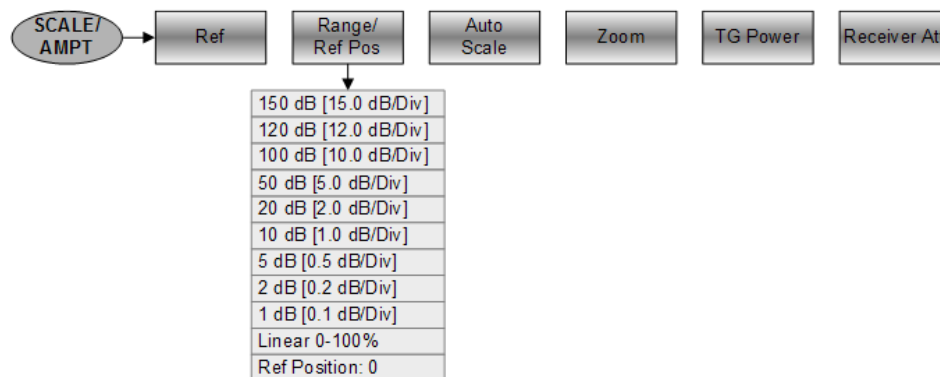 SCALE/
AMPT
Ref
Range/
Ref Pos
Auto
Scale
Zoom
TG Power
Receiver Att
150 dB [15.0 dB/Div]
120 dB [12.0 dB/Div]
100 dB [10.0 dB/Div]
50 dB [5.0 dB/Div]
20 dB [2.0 dB/Div]
10 dB [1.0 dB/Div]
5 dB [0.5 dB/Div]
2 dB [0.2 dB/Div]
1 dB [0.1 dB/Div]
Linear 0-100%
Ref Position: 0